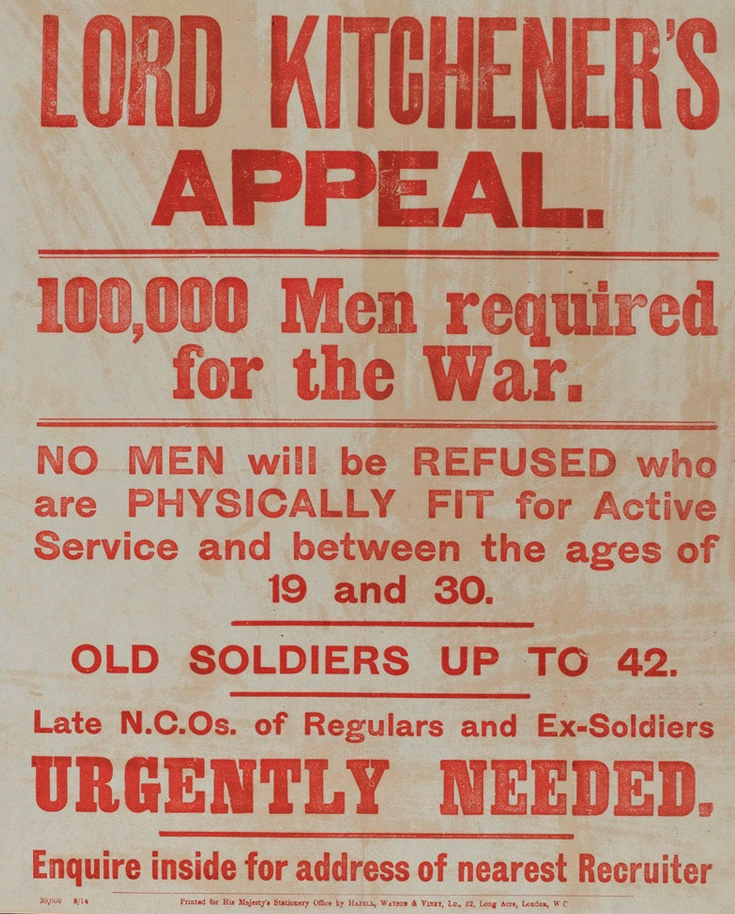 LORD KITCHENER'S
APPEAL.
100,000 Men required
for the War.
NO MEN will be REFUSED who
are PHYSICALLY FIT for Active
Service and between the ages of
19 and 30.
OLD SOLDIERS UP TO 42.
Late N.C.Os. of Regulars and Ex-Soldiers
URGENTLY NEEDED.
Enquire inside for address of nearest Recruiter
8/14 Printed for His Majesty's Stationery Office by HAZELL, WATSON & VINEY, LD., 52, Long Acre, London, W C